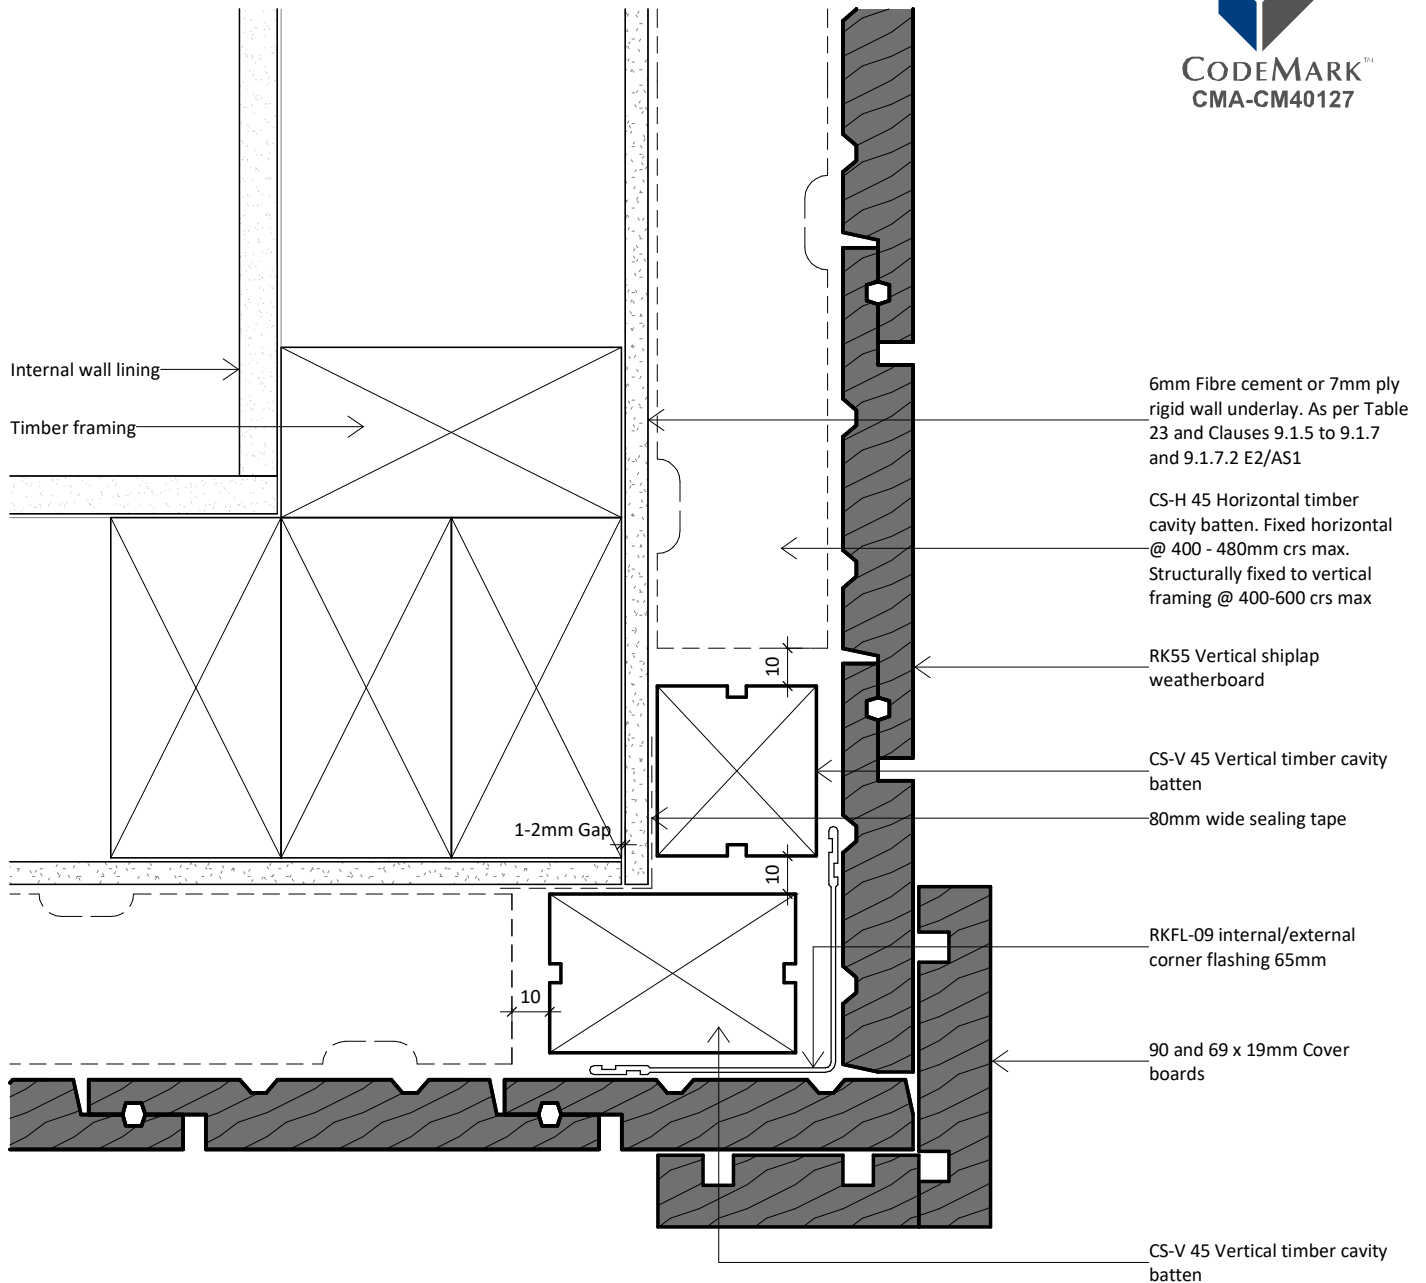 CODEMARK™
CMA-CM40127
Internal wall lining
Timber framing
6mm Fibre cement or 7mm ply
rigid wall underlay. As per Table
23 and Clauses 9.1.5 to 9.1.7
and 9.1.7.2 E2/AS1
CS-H 45 Horizontal timber
cavity batten. Fixed horizontal
@ 400 - 480mm crs max.
Structurally fixed to vertical
framing @ 400-600 crs max
10
RK55 Vertical shiplap
weatherboard
CS-V 45 Vertical timber cavity
batten
1-2mm Gap
80mm wide sealing tape
10
RKFL-09 internal/external
corner flashing 65mm
10
90 and 69 x 19mm Cover
boards
CS-V 45 Vertical timber cavity
batten